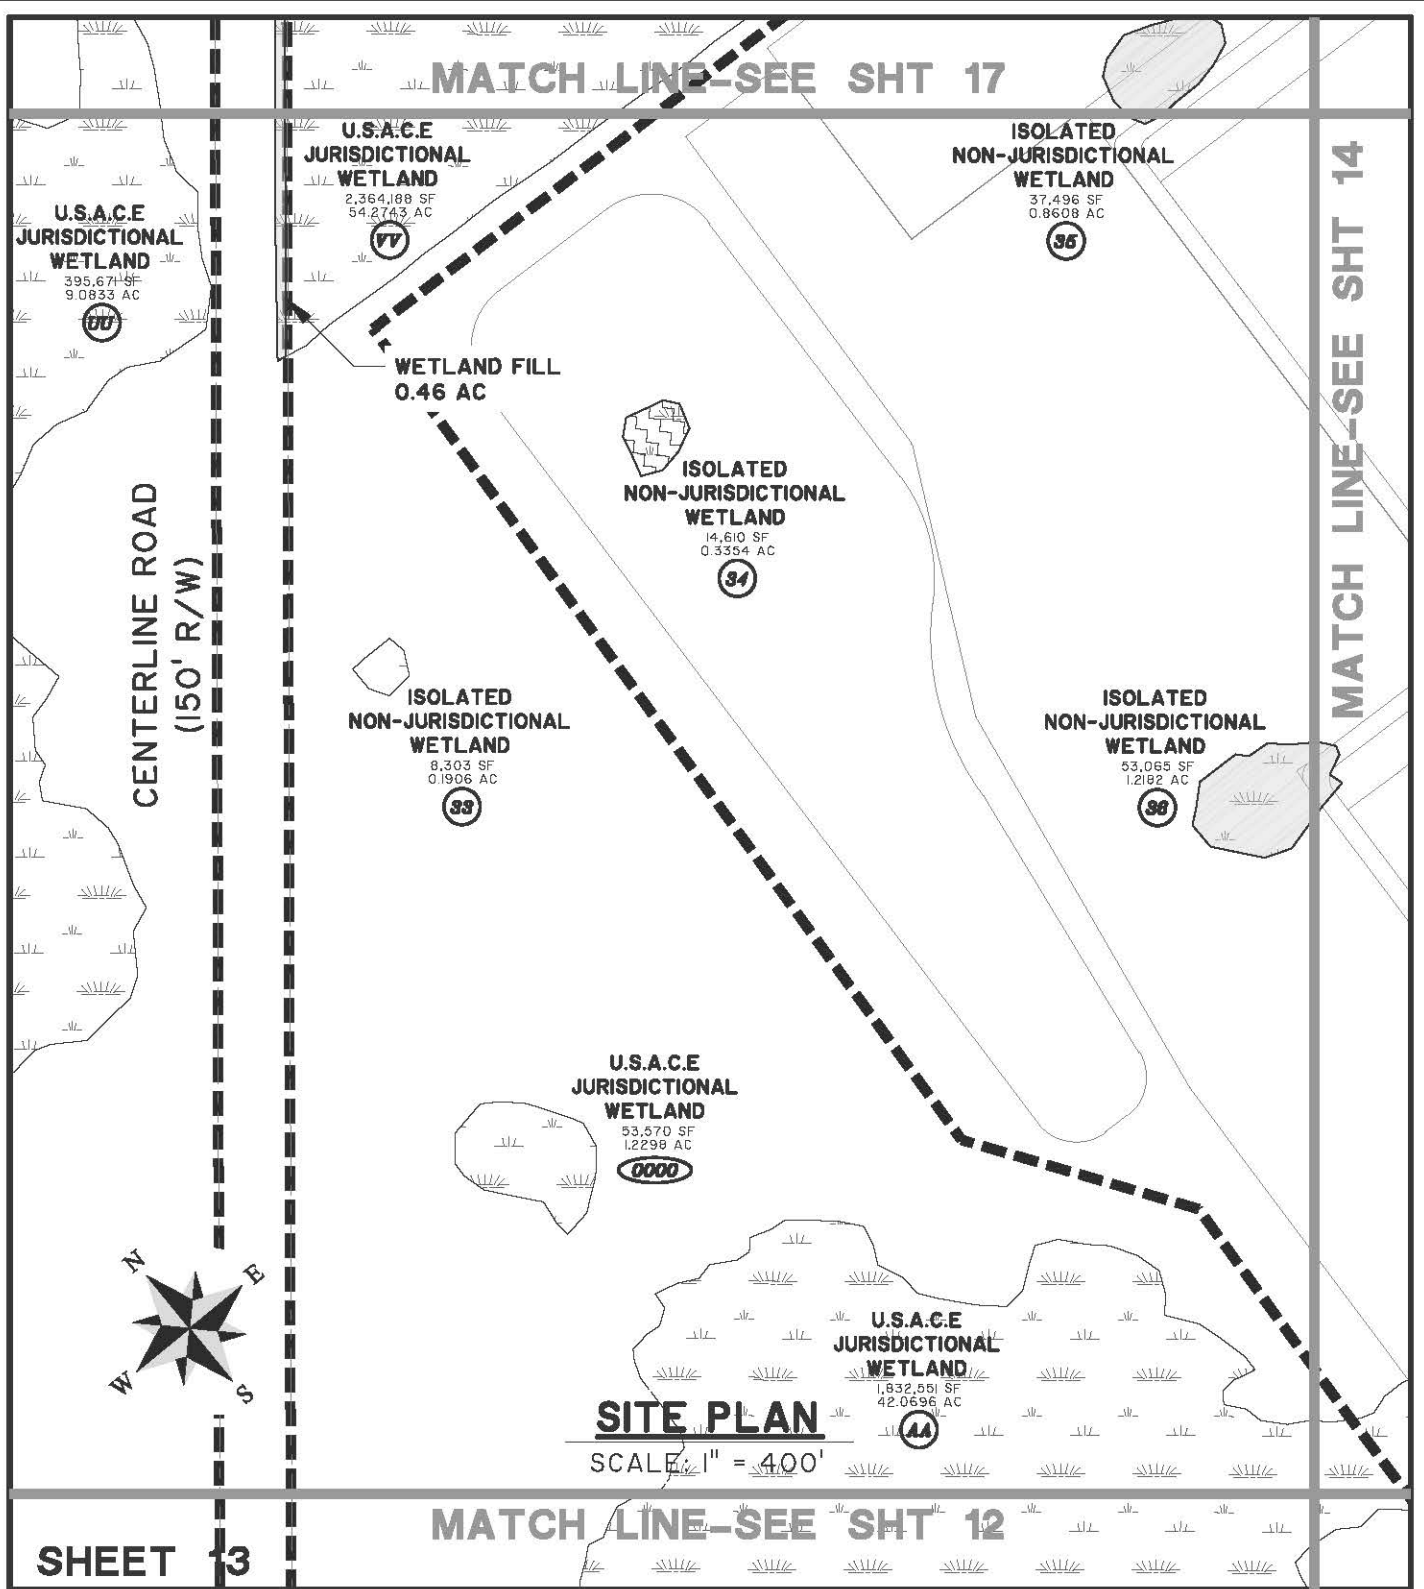 MATCH LINE-SEE SHT 17
U.S.A.C.E
JURISDICTIONAL
WETLAND
2,364,188 SF
54.2743 AC
VV
ISOLATED
NON-JURISDICTIONAL
WETLAND
37,496 SF
0.8608 AC
35
U.S.A.C.E
JURISDICTIONAL
WETLAND
395,671 SF
9.0833 AC
UU
MATCH LINE-SEE SHT 14
WETLAND FILL
0.46 AC
ISOLATED
NON-JURISDICTIONAL
WETLAND
14,610 SF
0.3354 AC
34
CENTERLINE ROAD
(150' R/W)
ISOLATED
NON-JURISDICTIONAL
WETLAND
8,303 SF
0.1906 AC
33
ISOLATED
NON-JURISDICTIONAL
WETLAND
53,065 SF
1.2182 AC
36
U.S.A.C.E
JURISDICTIONAL
WETLAND
53,570 SF
1.2298 AC
OOOO
N
E
W
S
U.S.A.C.E
JURISDICTIONAL
WETLAND
1,832,551 SF
42.0696 AC
AA
SITE PLAN
SCALE: 1" = 400'
MATCH LINE-SEE SHT 12
SHEET 13